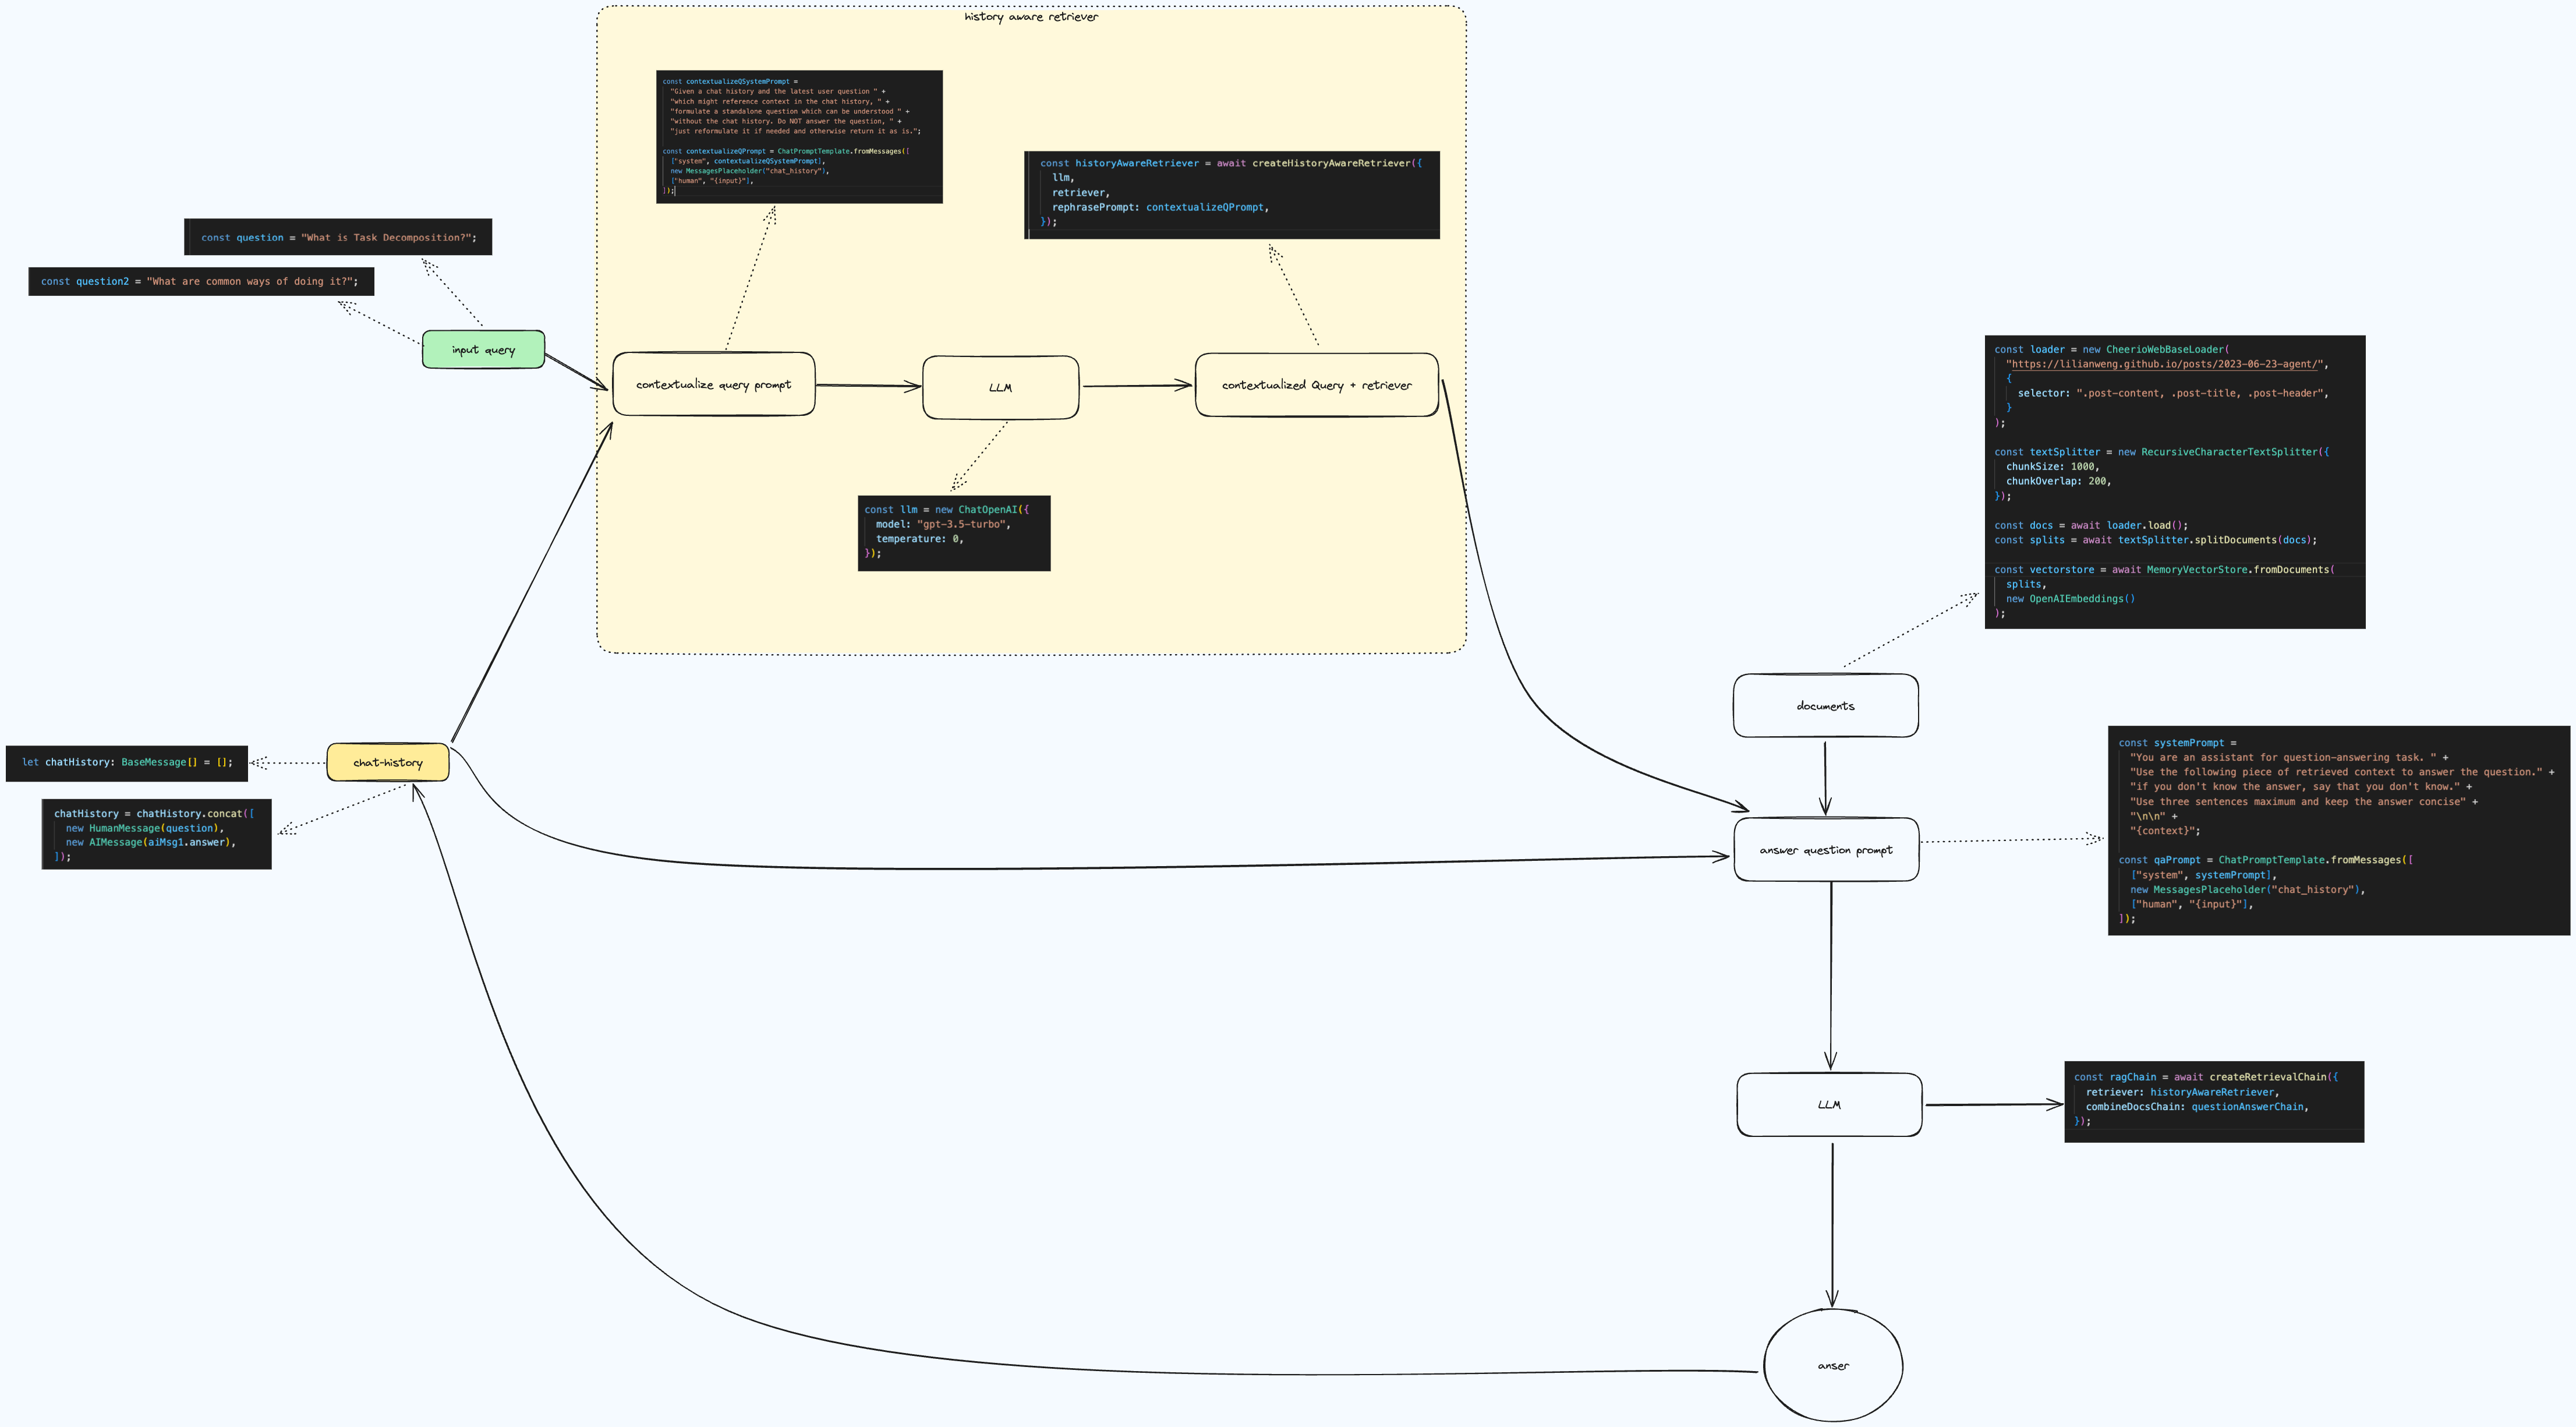 history aware retriever
const contextualizeQSystemPrompt =
"Given a chat history and the latest user question " +
"which might reference context in the chat history, " +
"formulate a standalone question which can be understood " +
"without the chat history. Do NOT answer the question, " +
"just reformulate it if needed and otherwise return it as is.";
const contextualizeQPrompt = ChatPromptTemplate.fromMessages([
["system", contextualizeQSystemPrompt],
new MessagesPlaceholder("chat_history"),
["human", "{input}"],
]);
const historyAwareRetriever = await createHistoryAwareRetriever({
llm,
retriever,
rephrasePrompt: contextualizeQPrompt,
});
const question = "What is Task Decomposition?";
const question2 = "What are common ways of doing it?";
input query
contextualize query prompt
LLM
contextualized Query + retriever
const llm = new ChatOpenAI({
model: "gpt-3.5-turbo",
temperature: 0,
});
const loader = new CheerioWebBaseLoader(
"https://lilianweng.github.io/posts/2023-06-23-agent/",
{
selector: ".post-content, .post-title, .post-header",
}
);
const textSplitter = new RecursiveCharacterTextSplitter({
chunkSize: 1000,
chunkOverlap: 200,
});
const docs = await loader.load();
const splits = await textSplitter.splitDocuments(docs);
const vectorstore = await MemoryVectorStore.fromDocuments(
splits,
new OpenAIEmbeddings()
);
documents
let chatHistory: BaseMessage[] = [];
chat-history
chatHistory = chatHistory.concat([
new HumanMessage(question),
new AIMessage(aiMsg1.answer),
]);
answer question prompt
const systemPrompt =
"You are an assistant for question-answering task. " +
"Use the following piece of retrieved context to answer the question." +
"if you don't know the answer, say that you don't know." +
"Use three sentences maximum and keep the answer concise" +
"\n\n" +
"{context}";
const qaPrompt = ChatPromptTemplate.fromMessages([
["system", systemPrompt],
new MessagesPlaceholder("chat_history"),
["human", "{input}"],
]);
LLM
const ragChain = await createRetrievalChain({
retriever: historyAwareRetriever,
combineDocsChain: questionAnswerChain,
});
anser